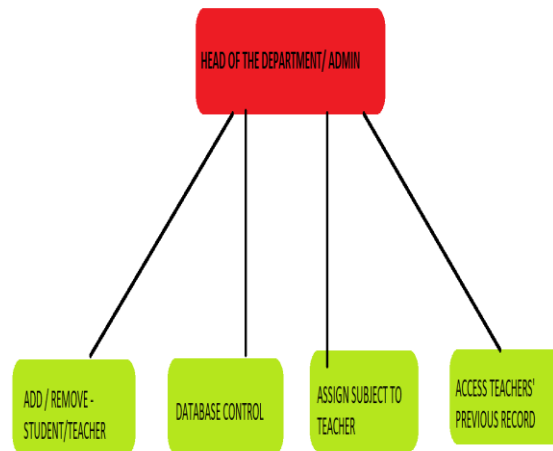 HEAD OF THE DEPARTMENT/ ADMIN
ADD / REMOVE -
STUDENT/TEACHER
DATABASE CONTROL
ASSIGN SUBJECT TO
TEACHER
ACCESS TEACHERS'
PREVIOUS RECORD